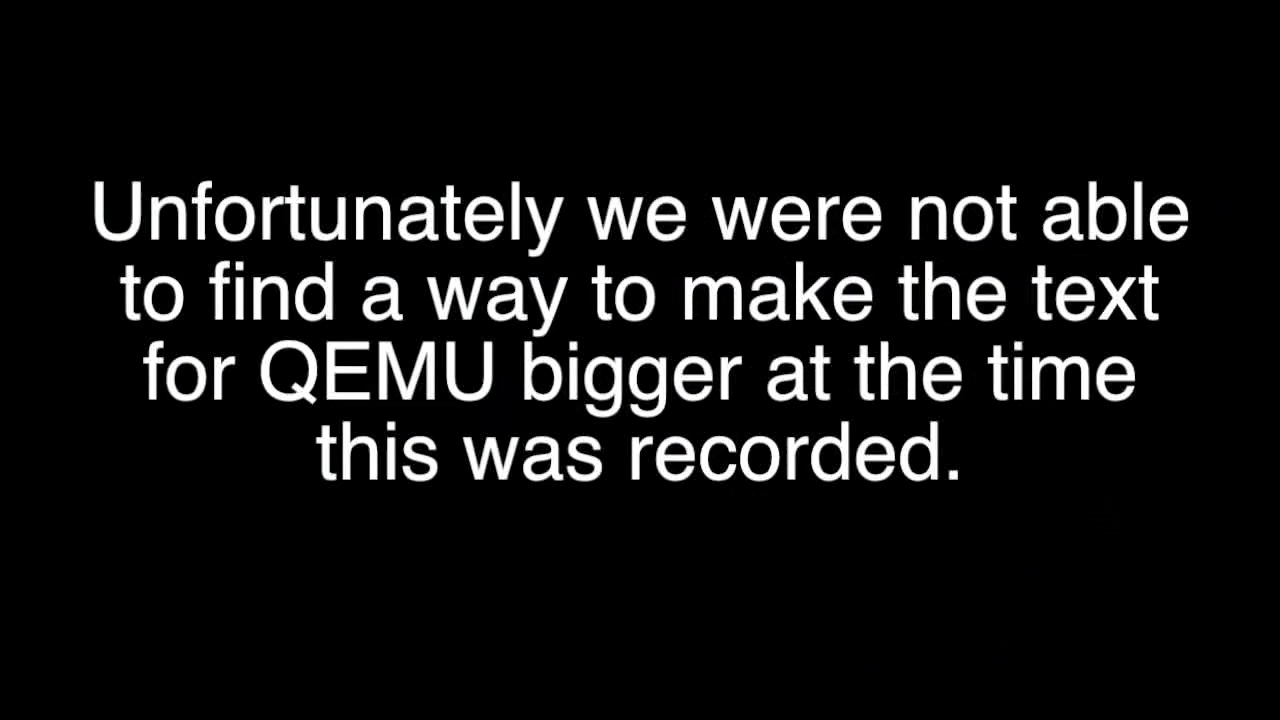 Unfortunately we were not able
to find a way to make the text
for QEMU bigger at the time
this was recorded.